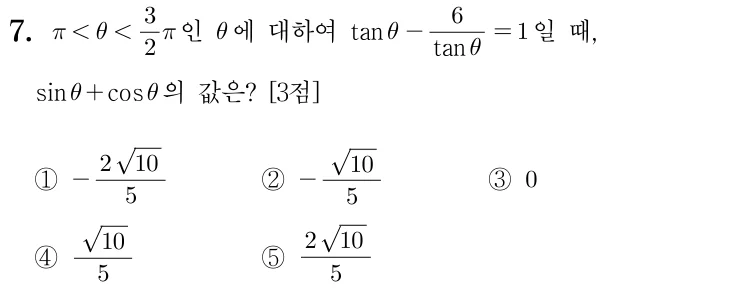 7. π < θ < 3/2 π인 θ에 대하여 tanθ − 6/tanθ = 1일 때,
sinθ+cosθ의 값은? [3점]
① −2√10/5 ② −√10/5 ③ 0
④ √10/5 ⑤ 2√10/5